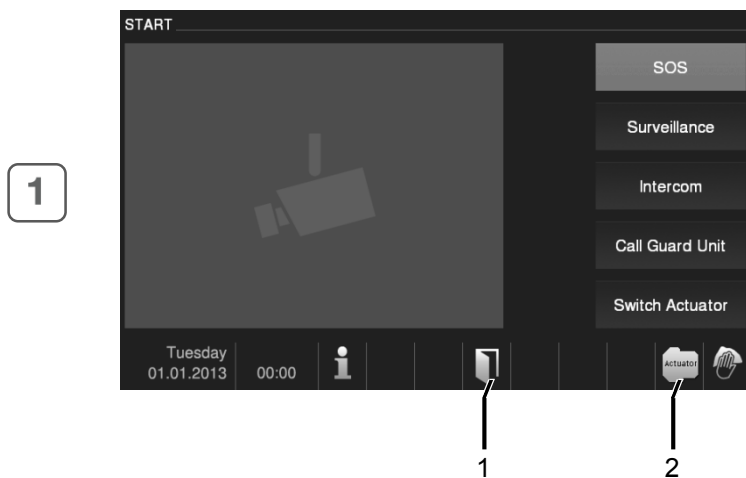 START
SOS
Surveillance
1
Intercom
Call Guard Unit
Switch Actuator
Tuesday
01.01.2013
00:00
i
Actuator
1
2